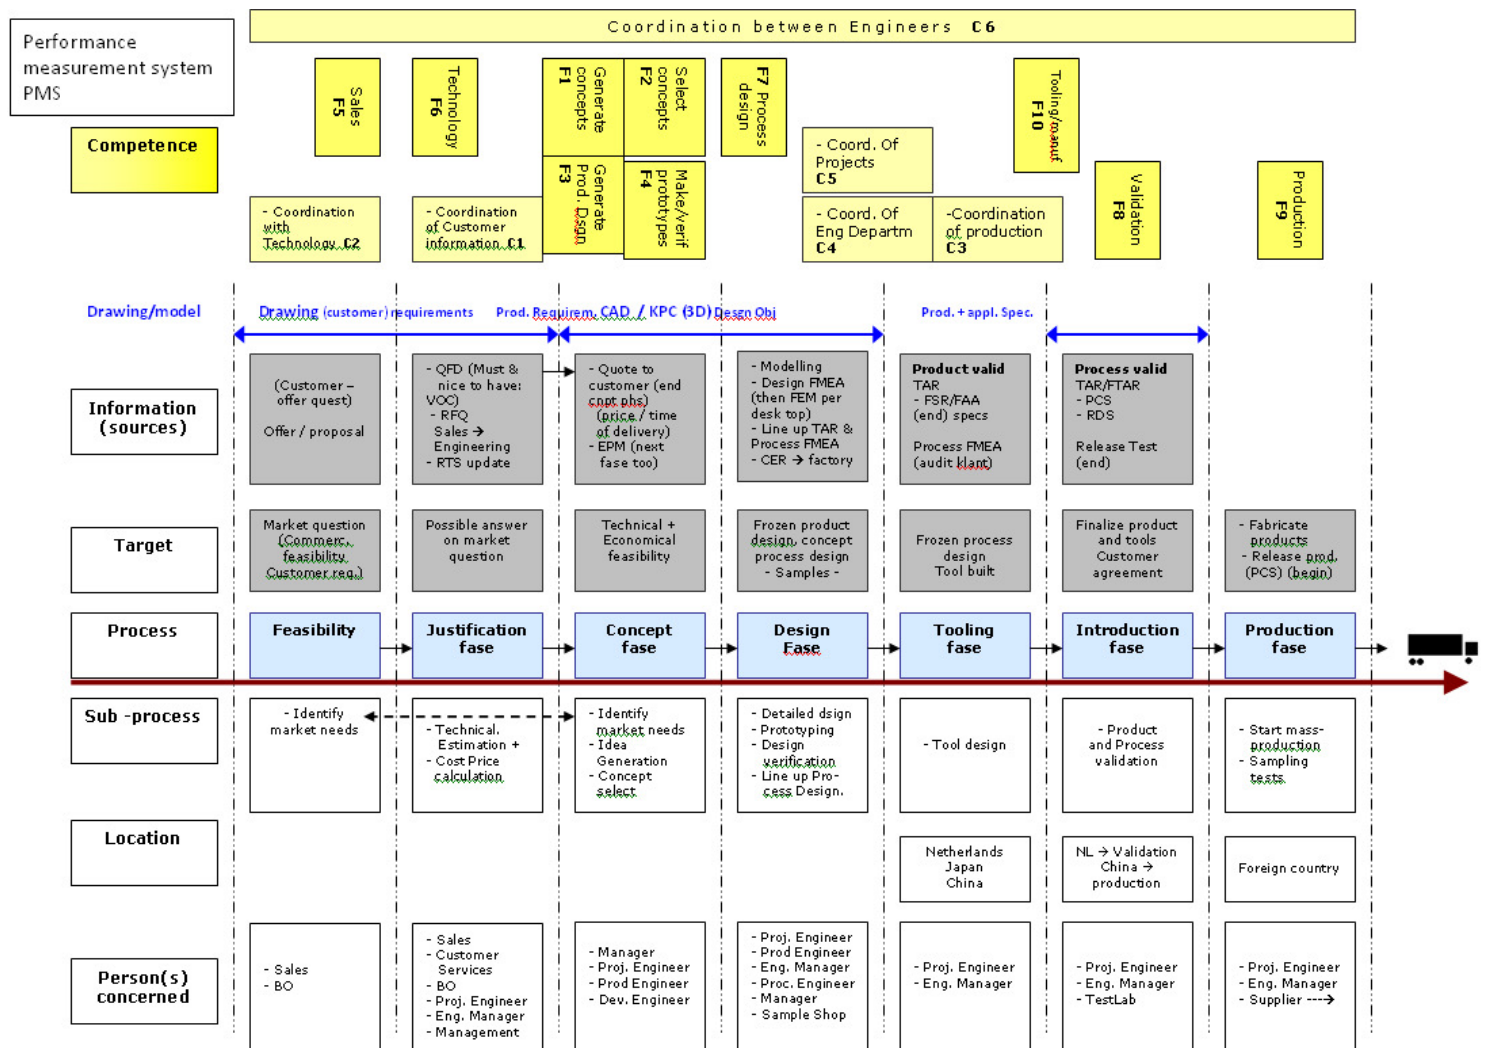 Performance
measurement system
PMS
Coordination between Engineers C6
Sales
F5
Technology
F6
Generate
concepts
F1
Select
concepts
F2
F7 Process
design
Tooling/manuf
F10
Competence
- Coord. Of
Projects
C5
Generate
Prod. Dsgn
F3
Make/verif
prototypes
F4
Validation
F8
Production
F9
- Coordination
with
Technology C2
- Coordination
of Customer
information C1
- Coord. Of
Eng Departm
C4
-Coordination
of production
C3
Drawing/model
Drawing (customer) requirements
Prod. Requirem. CAD / KPC (3D) Desgn Obj
Prod. + appl. Spec.
Information
(sources)
(Customer –
offer quest)
Offer / proposal
- QFD (Must &
nice to have:
VOC)
- RFQ
Sales →
Engineering
- RTS update
- Quote to
customer (end
cnpt phs)
(price / time
of delivery)
- EPM (next
fase too)
- Modelling
- Design FMEA
(then FEM per
desk top)
- Line up TAR &
Process FMEA
- CER → factory
Product valid
TAR
- FSR/FAA
(end) specs
Process FMEA
(audit klant)
Process valid
TAR/FTAR
- PCS
- RDS
Release Test
(end)
Target
Market question
(Commerc.
feasibility
Customer req.)
Possible answer
on market
question
Technical +
Economical
feasibility
Frozen product
design, concept
process design
- Samples -
Frozen process
design
Tool built
Finalize product
and tools
Customer
agreement
- Fabricate
products
- Release prod.
(PCS) (begin)
Process
Feasibility
Justification
fase
Concept
fase
Design
Fase
Tooling
fase
Introduction
fase
Production
fase
Sub -process
- Identify
market needs
- Technical.
Estimation +
- Cost Price
calculation
- Identify
market needs
- Idea
Generation
- Concept
select
- Detailed dsign
- Prototyping
- Design
verification
- Line up Pro-
cess Design.
- Tool design
- Product
and Process
validation
- Start mass-
production
- Sampling
tests
Location
Netherlands
Japan
China
NL → Validation
China →
production
Foreign country
Person(s)
concerned
- Sales
- BO
- Sales
- Customer
Services
- BO
- Proj. Engineer
- Eng. Manager
- Management
- Manager
- Proj. Engineer
- Prod Engineer
- Dev. Engineer
- Proj. Engineer
- Prod Engineer
- Eng. Manager
- Proc. Engineer
- Manager
- Sample Shop
- Proj. Engineer
- Eng. Manager
- Proj. Engineer
- Eng. Manager
- TestLab
- Proj. Engineer
- Eng. Manager
- Supplier ---→